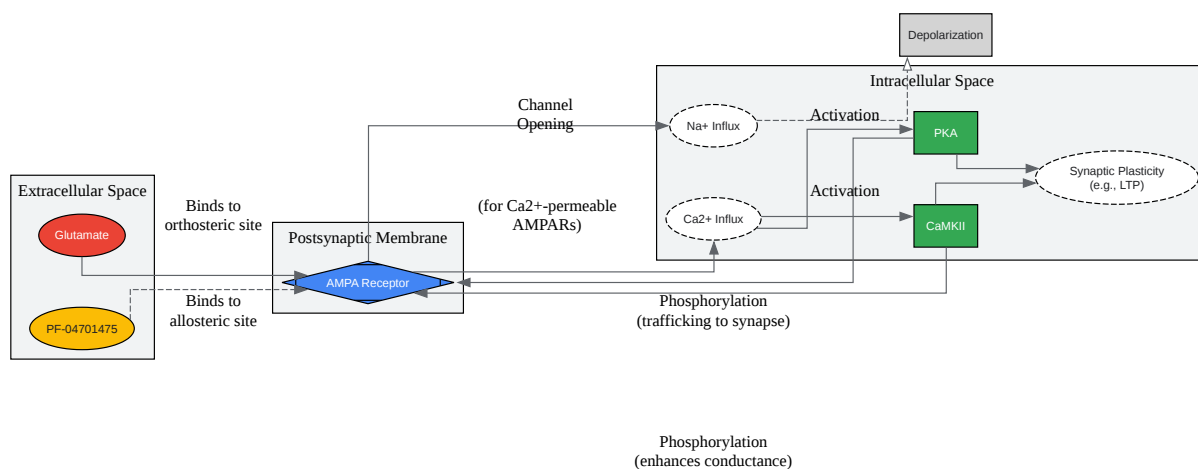 Depolarization
Intracellular Space
Channel
Opening
Na+ Influx
Activation
PKA
Synaptic Plasticity
(e.g., LTP)
Extracellular Space
Binds to
orthosteric site
(for Ca2+-permeable
AMPARs)
Ca2+ Influx
Activation
CaMKII
Glutamate
Postsynaptic Membrane
AMPA Receptor
PF-04701475
Binds to
allosteric site
Phosphorylation
(trafficking to synapse)
Phosphorylation
(enhances conductance)